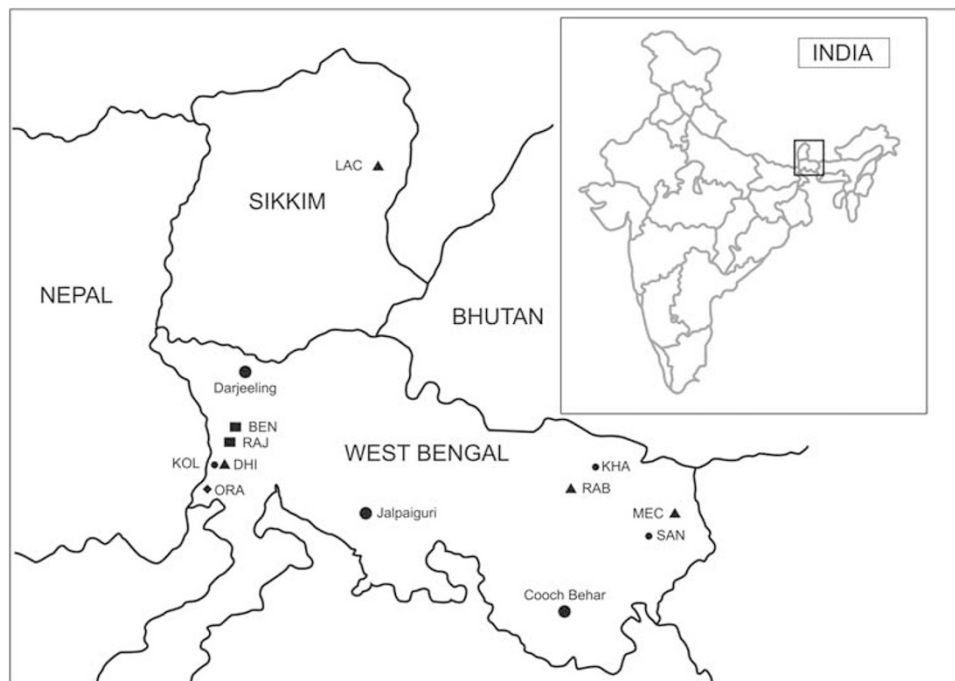 INDIA
LAC
SIKKIM
NEPAL
BHUTAN
Darjeeling
BEN
RAJ
WEST BENGAL
KOL
DHI
KHA
ORA
RAB
Jalpaiguri
MEC
SAN
Cooch Behar